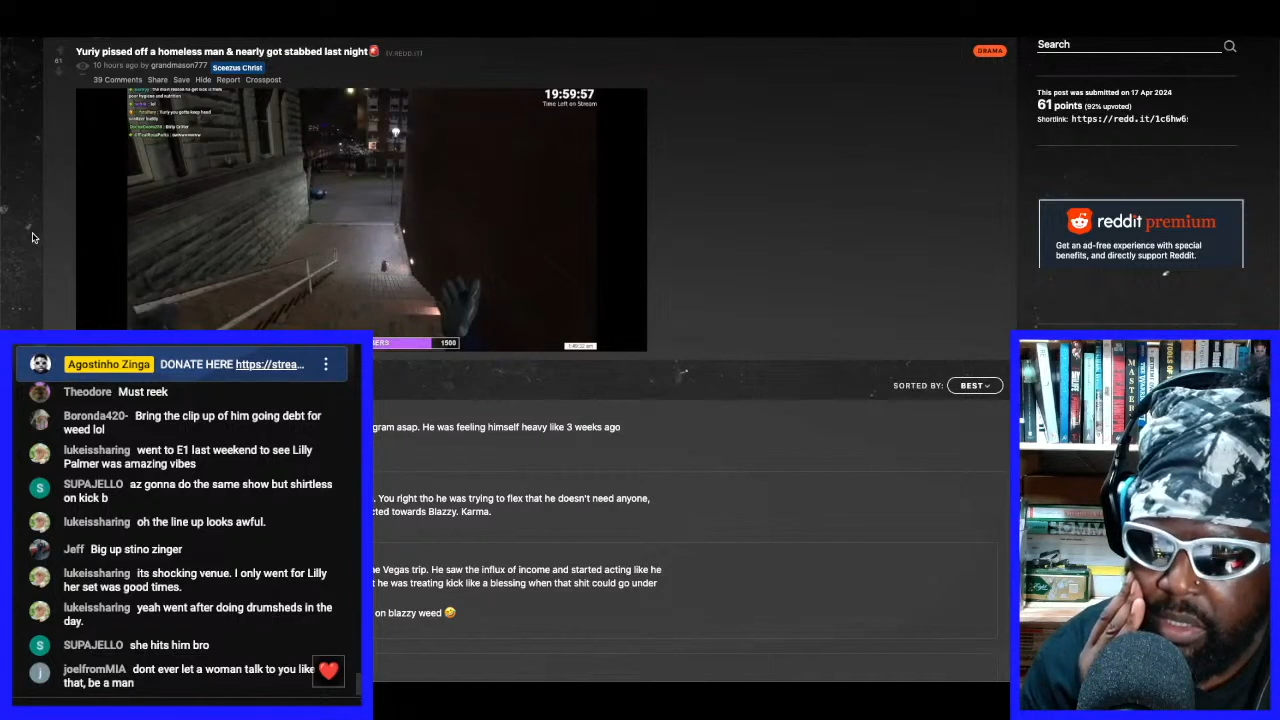 Yuriy pissed off a homeless man & nearly got stabbed last night🚨 (V.REDD.IT)
DRAMA
61
10 hours ago by grandmason777 Sceezus Christ
39 Comments Share Save Hide Report Crosspost
19:59:57
Time Left on Stream
1500
Search
This post was submitted on 17 Apr 2024
61 points (92% upvoted)
Shortlink: https://redd.it/1c6hw6
reddit premium
Get an ad-free experience with special
benefits, and directly support Reddit.
SORTED BY: BEST
gram asap. He was feeling himself heavy like 3 weeks ago
You right tho he was trying to flex that he doesn't need anyone,
cted towards Blazzy. Karma.
e Vegas trip. He saw the influx of income and started acting like he
t he was treating kick like a blessing when that shit could go under
on blazzy weed 🤣
Agostinho Zinga DONATE HERE https://strea...
Theodore Must reek
Boronda420- Bring the clip up of him going debt for
weed lol
lukeissharing went to E1 last weekend to see Lilly
Palmer was amazing vibes
S SUPAJELLO az gonna do the same show but shirtless
on kick b
lukeissharing oh the line up looks awful.
Jeff Big up stino zinger
lukeissharing its shocking venue. I only went for Lilly
her set was good times.
lukeissharing yeah went after doing drumsheds in the
day.
S SUPAJELLO she hits him bro
j joelfromMIA dont ever let a woman talk to you like
that, be a man